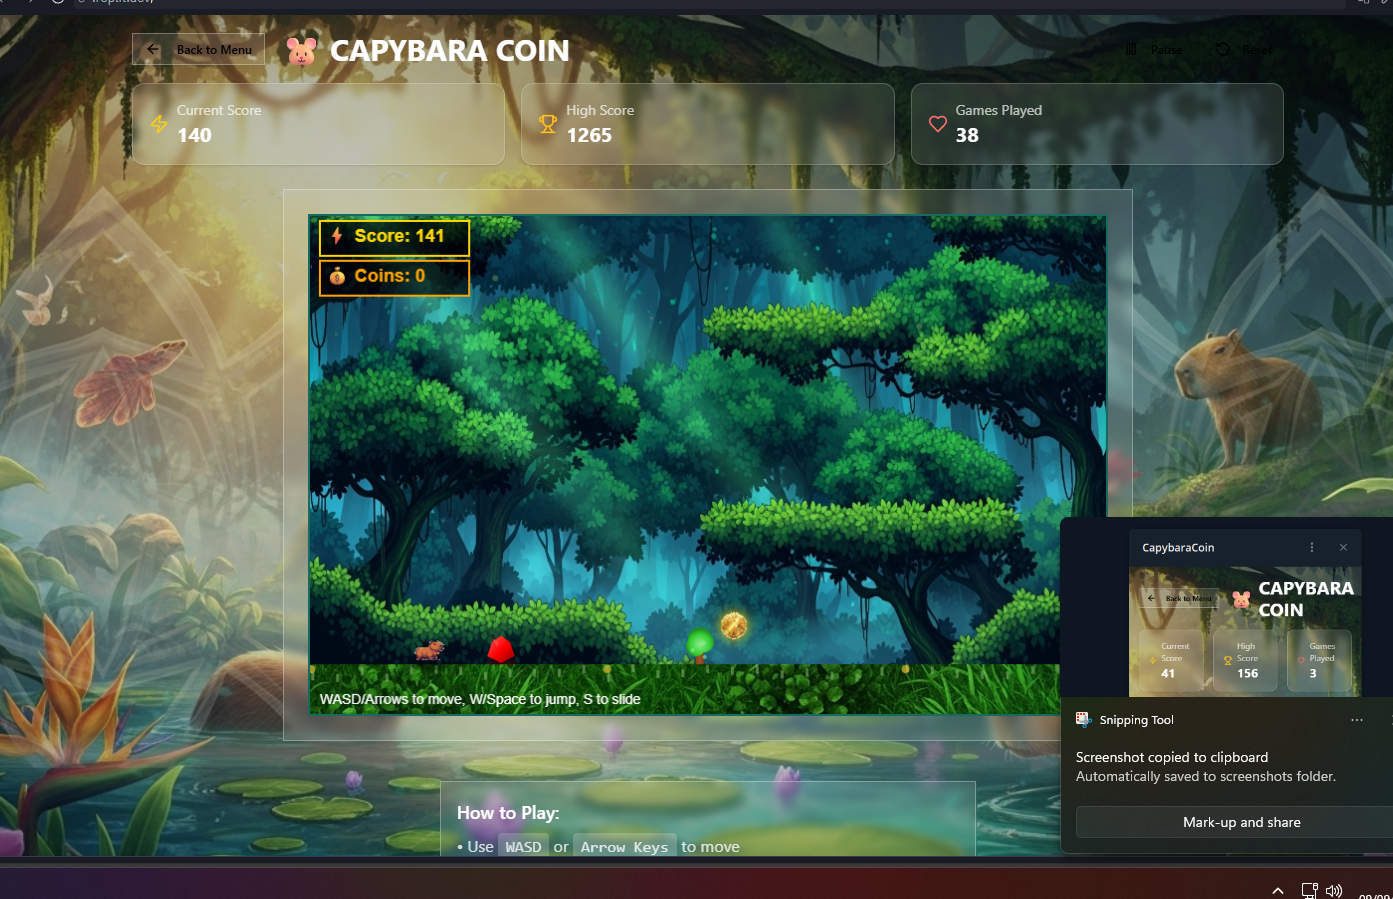 Back to Menu
CAPYBARA COIN
Pause
Reset
Current Score
140
High Score
1265
Games Played
38
Score: 141
Coins: 0
WASD/Arrows to move, W/Space to jump, S to slide
How to Play:
• Use WASD or Arrow Keys to move
CapybaraCoin
Back to Menu
CAPYBARA
COIN
Current
Score
41
High
Score
156
Games
Played
3
Snipping Tool
Screenshot copied to clipboard
Automatically saved to screenshots folder.
Mark-up and share